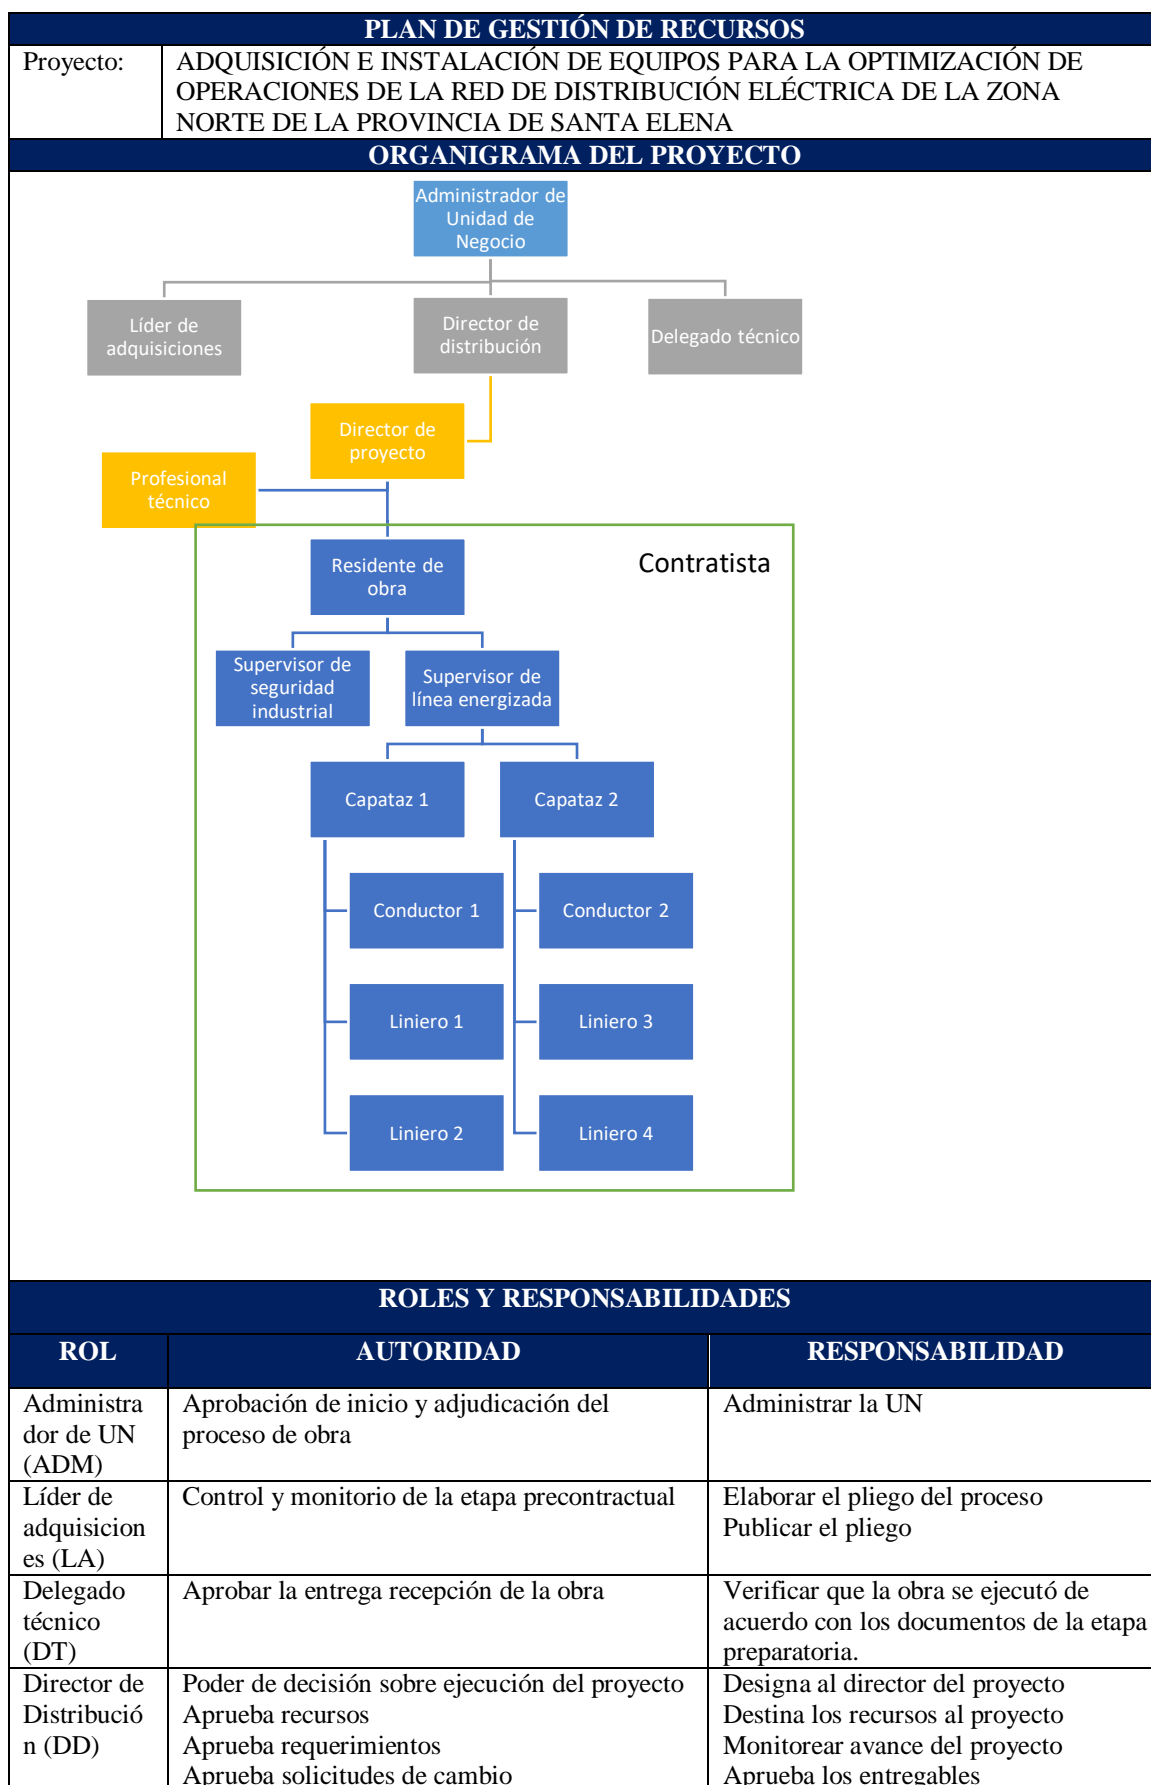 PLAN DE GESTIÓN DE RECURSOS
Proyecto:
ADQUISICIÓN E INSTALACIÓN DE EQUIPOS PARA LA OPTIMIZACIÓN DE
OPERACIONES DE LA RED DE DISTRIBUCIÓN ELÉCTRICA DE LA ZONA
NORTE DE LA PROVINCIA DE SANTA ELENA
ORGANIGRAMA DEL PROYECTO
Administrador de
Unidad de
Negocio
Líder de
adquisiciones
Director de
distribución
Delegado técnico
Director de
proyecto
Profesional
técnico
Contratista
Residente de
obra
Supervisor de
seguridad
industrial
Supervisor de
línea energizada
Capataz 1
Capataz 2
Conductor 1
Conductor 2
Liniero 1
Liniero 3
Liniero 2
Liniero 4
ROLES Y RESPONSABILIDADES
ROL
AUTORIDAD
RESPONSABILIDAD
Administra
dor de UN
(ADM)
Aprobación de inicio y adjudicación del
proceso de obra
Administrar la UN
Líder de
adquisicion
es (LA)
Control y monitorio de la etapa precontractual
Elaborar el pliego del proceso
Publicar el pliego
Delegado
técnico
(DT)
Aprobar la entrega recepción de la obra
Verificar que la obra se ejecutó de
acuerdo con los documentos de la etapa
preparatoria.
Director de
Distribució
n (DD)
Poder de decisión sobre ejecución del proyecto
Aprueba recursos
Aprueba requerimientos
Aprueba solicitudes de cambio
Designa al director del proyecto
Destina los recursos al proyecto
Monitorear avance del proyecto
Aprueba los entregables